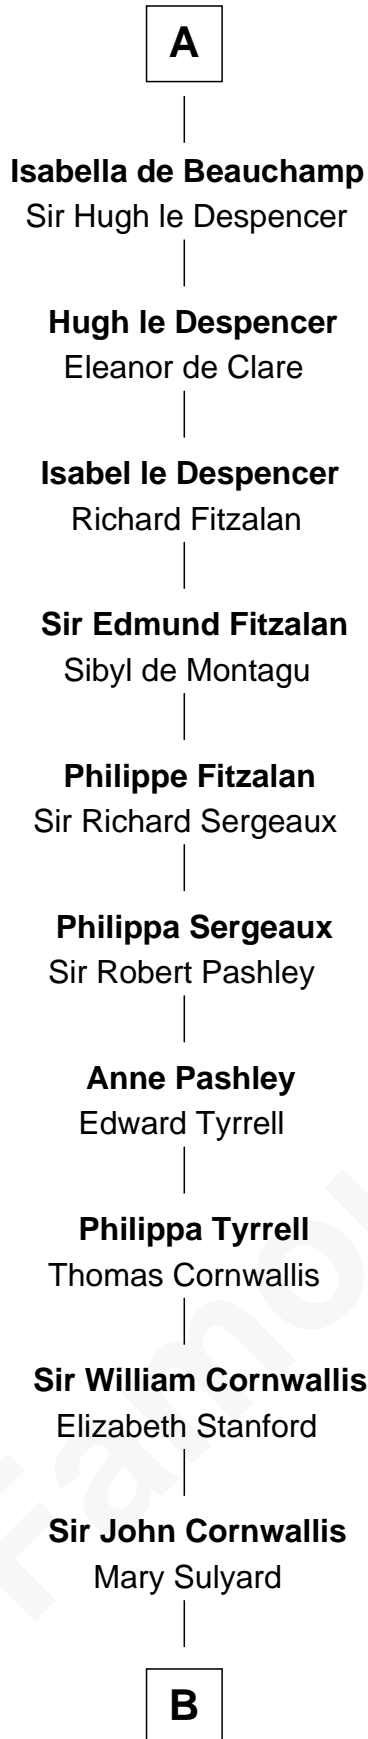 A
Isabella de Beauchamp
Sir Hugh le Despencer
Hugh le Despencer
Eleanor de Clare
Isabel le Despencer
Richard Fitzalan
Sir Edmund Fitzalan
Sibyl de Montagu
Philippe Fitzalan
Sir Richard Sergeaux
Philippa Sergeaux
Sir Robert Pashley
Anne Pashley
Edward Tyrrell
Philippa Tyrrell
Thomas Cornwallis
Sir William Cornwallis
Elizabeth Stanford
Sir John Cornwallis
Mary Sulyard
B